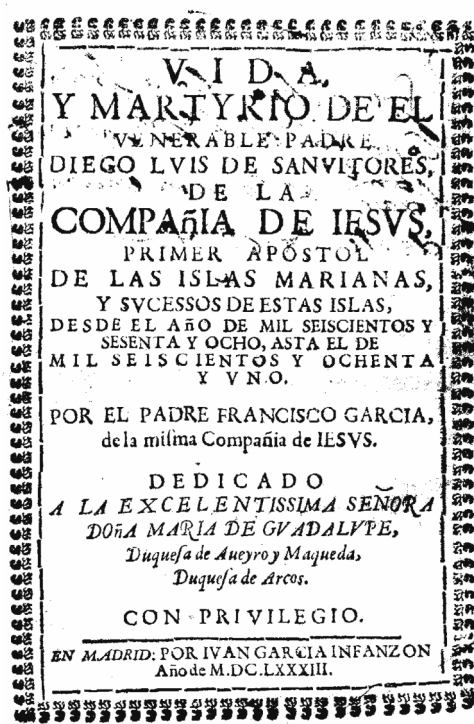 VIDA,
Y MARTYRIO DE EL
VENERABLE PADRE
DIEGO LVIS DE SANVITORES,
DE LA
COMPAñIA DE IESVS,
PRIMER APOSTOL
DE LAS ISLAS MARIANAS,
Y SVCESSOS DE ESTAS ISLAS,
DESDE EL AñO DE MIL SEISCIENTOS Y
SESENTA Y OCHO, ASTA EL DE
MIL SEISCIENTOS Y OCHENTA
Y VNO.
POR EL PADRE FRANCISCO GARCIA,
de la miſma Compañia de IESVS.
DEDICADO
A LA EXCELENTISSIMA SEÑORA
DOñA MARIA DE GVADALVPE,
Duqueſa de Aueyro y Maqueda,
Duqueſa de Arcos.
CON PRIVILEGIO.
EN MADRID: POR IVAN GARCIA INFANZON
Año de M.DC.LXXXIII.